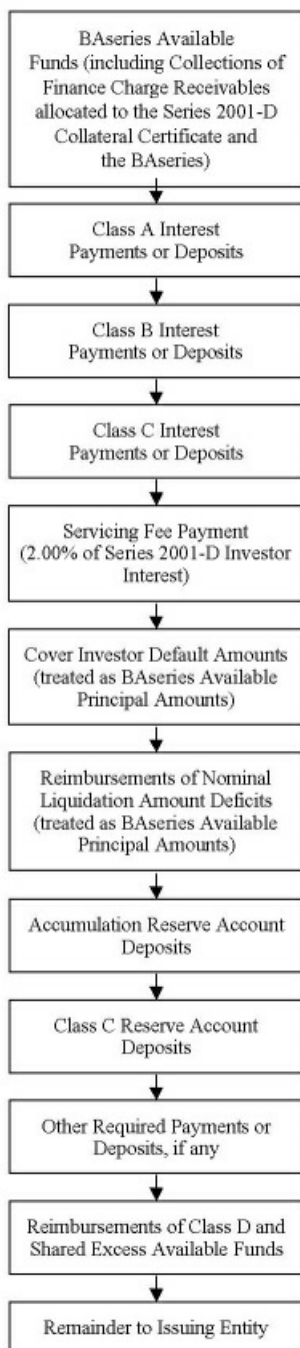 BAseries Available
Funds (including Collections of
Finance Charge Receivables
allocated to the Series 2001-D
Collateral Certificate and
the BAseries)
Class A Interest
Payments or Deposits
Class B Interest
Payments or Deposits
Class C Interest
Payments or Deposits
Servicing Fee Payment
(2.00% of Series 2001-D Investor
Interest)
Cover Investor Default Amounts
(treated as BAseries Available
Principal Amounts)
Reimbursements of Nominal
Liquidation Amount Deficits
(treated as BAseries Available
Principal Amounts)
Accumulation Reserve Account
Deposits
Class C Reserve Account
Deposits
Other Required Payments or
Deposits, if any
Reimbursements of Class D and
Shared Excess Available Funds
Remainder to Issuing Entity